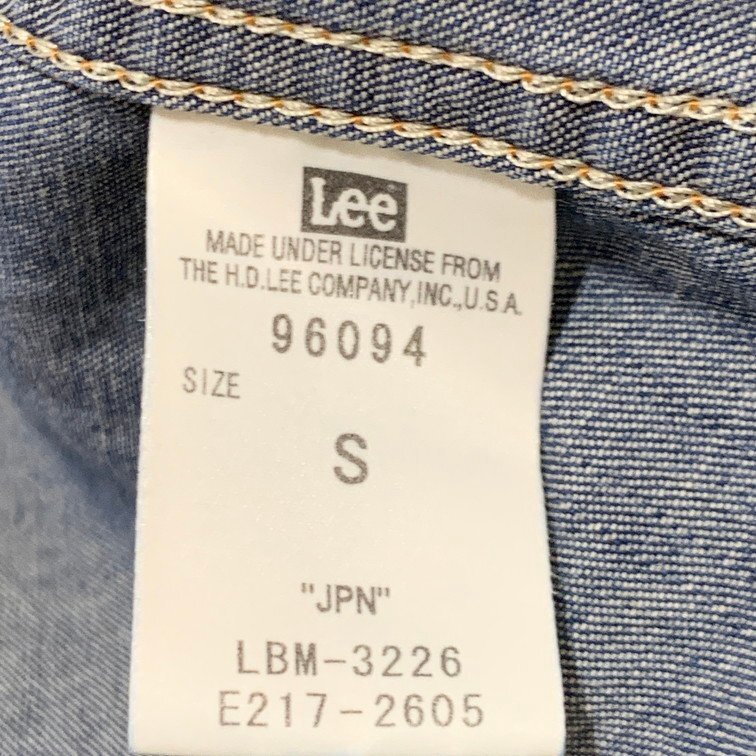 Lee
MADE UNDER LICENSE FROM
THE H.D.LEE COMPANY,INC.,U.S.A.
96094
SIZE
S
"JPN"
LBM-3226
E217-2605